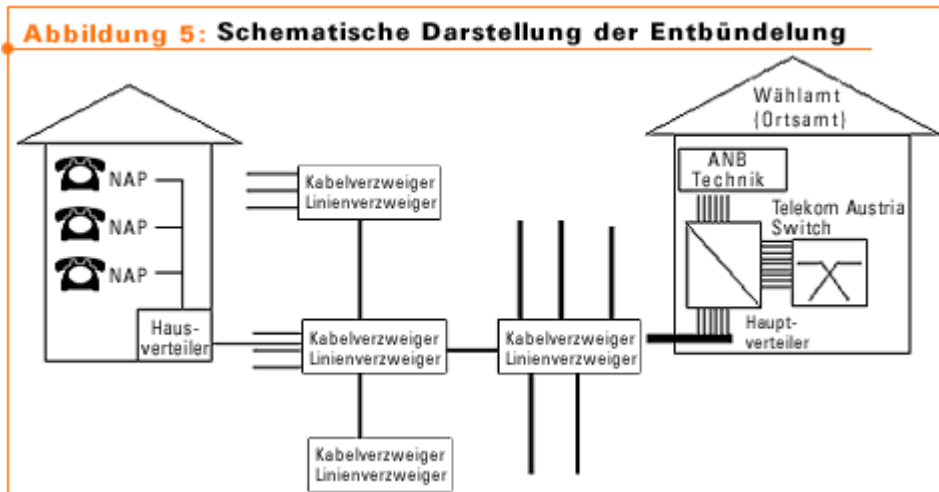 Abbildung 5: Schematische Darstellung der Entbündelung
NAP
NAP
NAP
Haus-
verteiler
Kabelverzweiger
Linienverzweiger
Kabelverzweiger
Linienverzweiger
Kabelverzweiger
Linienverzweiger
Kabelverzweiger
Linienverzweiger
Wählamt
(Ortsamt)
ANB
Technik
Telekom Austria
Switch
Haupt-
verteiler